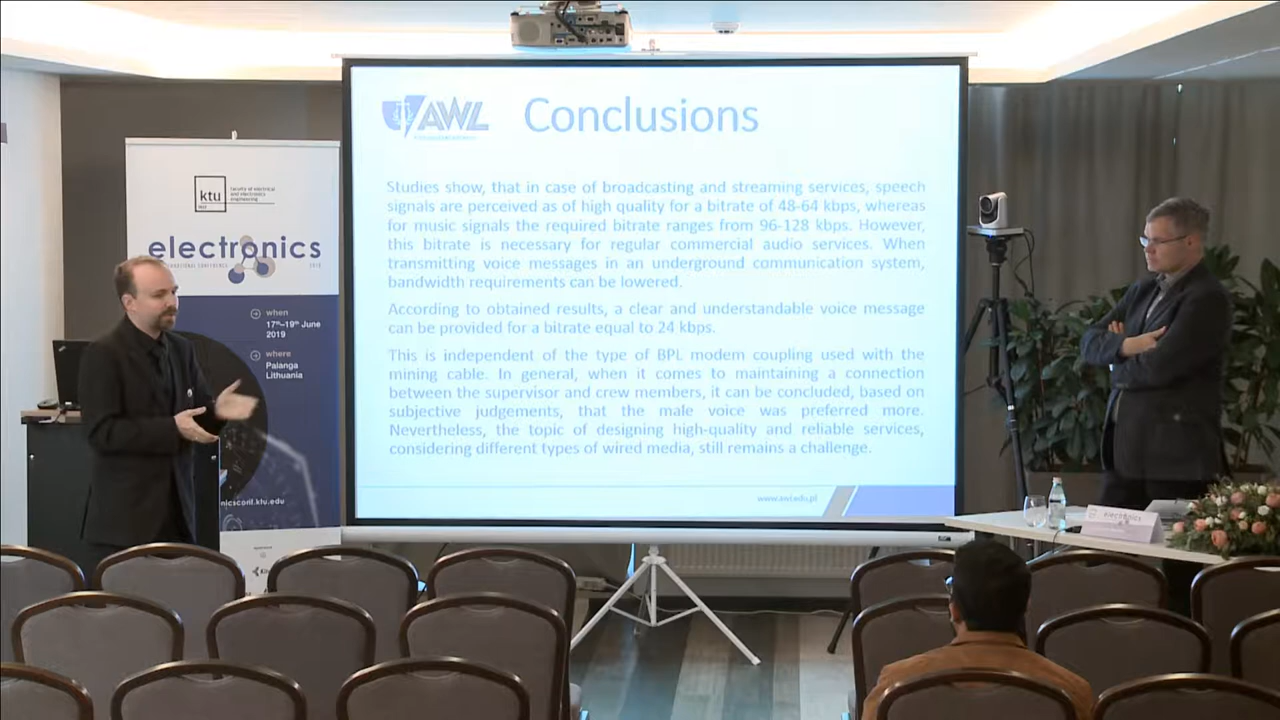 AWL
Conclusions
Studies show, that in case of broadcasting and streaming services, speech
signals are perceived as of high quality for a bitrate of 48-64 kbps, whereas
for music signals the required bitrate ranges from 96-128 kbps. However,
this bitrate is necessary for regular commercial audio services. When
transmitting voice messages in an underground communication system,
bandwidth requirements can be lowered.
According to obtained results, a clear and understandable voice message
can be provided for a bitrate equal to 24 kbps.
This is independent of the type of BPL modem coupling used with the
mining cable. In general, when it comes to maintaining a connection
between the supervisor and crew members, it can be concluded, based on
subjective judgements, that the male voice was preferred more.
Nevertheless, the topic of designing high-quality and reliable services,
considering different types of wired media, still remains a challenge.
www.awl.edu.pl
ktu
faculty of electrical
and electronics
engineering
electronics
when
17th–19th June
2019
where
Palanga
Lithuania
nicsconf.ktu.edu
electronics